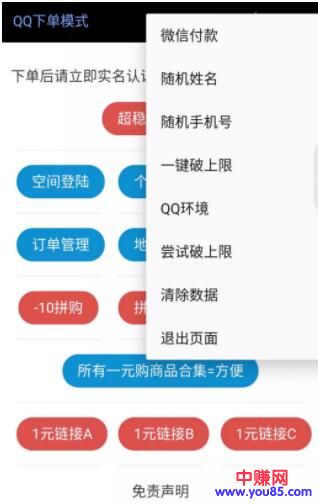 QQ下单模式
微信付款
随机姓名
下单后请立即实名认
随机手机号
超稳
一键破上限
空间登陆
个
QQ环境
订单管理
地
尝试破上限
-10拼购
拼
清除数据
退出页面
所有一元购商品合集=方便
1元链接A 1元链接B 1元链接C
免责声明
中赚网
www.you85.com